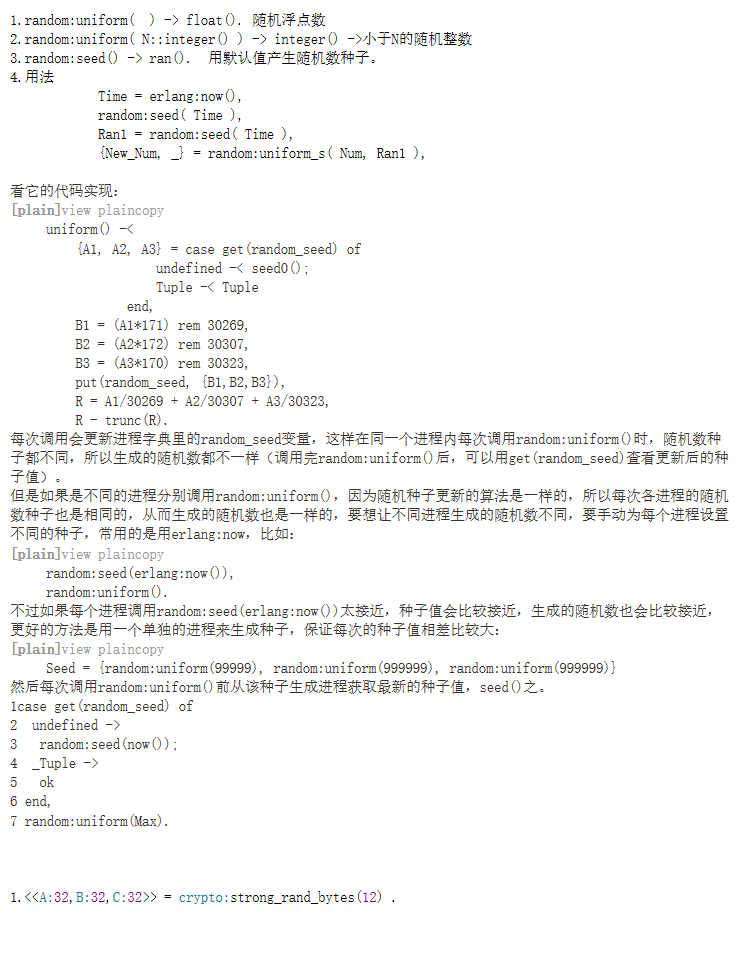 1.random:uniform(  ) -> float(). 随机浮点数
2.random:uniform( N::integer() ) -> integer() ->小于N的随机整数
3.random:seed() -> ran().  用默认值产生随机数种子。
4.用法
Time = erlang:now(),
random:seed( Time ),
Ran1 = random:seed( Time ),
{New_Num, _} = random:uniform_s( Num, Ran1 ),
看它的代码实现：
[plain]view plaincopy
uniform() -<
{A1, A2, A3} = case get(random_seed) of
undefined -< seed0();
Tuple -< Tuple
end,
B1 = (A1*171) rem 30269,
B2 = (A2*172) rem 30307,
B3 = (A3*170) rem 30323,
put(random_seed, {B1,B2,B3}),
R = A1/30269 + A2/30307 + A3/30323,
R - trunc(R).
每次调用会更新进程字典里的random_seed变量，这样在同一个进程内每次调用random:uniform()时，随机数种
子都不同，所以生成的随机数都不一样（调用完random:uniform()后，可以用get(random_seed)查看更新后的种
子值）。
但是如果是不同的进程分别调用random:uniform()，因为随机种子更新的算法是一样的，所以每次各进程的随机
数种子也是相同的，从而生成的随机数也是一样的，要想让不同进程生成的随机数不同，要手动为每个进程设置
不同的种子，常用的是用erlang:now，比如：
[plain]view plaincopy
random:seed(erlang:now()),
random:uniform().
不过如果每个进程调用random:seed(erlang:now())太接近，种子值会比较接近，生成的随机数也会比较接近，
更好的方法是用一个单独的进程来生成种子，保证每次的种子值相差比较大：
[plain]view plaincopy
Seed = {random:uniform(99999), random:uniform(999999), random:uniform(999999)}
然后每次调用random:uniform()前从该种子生成进程获取最新的种子值，seed()之。
1case get(random_seed) of
2  undefined ->
3   random:seed(now());
4  _Tuple ->
5   ok
6 end,
7 random:uniform(Max).
1.<<A:32,B:32,C:32>> = crypto:strong_rand_bytes(12) .